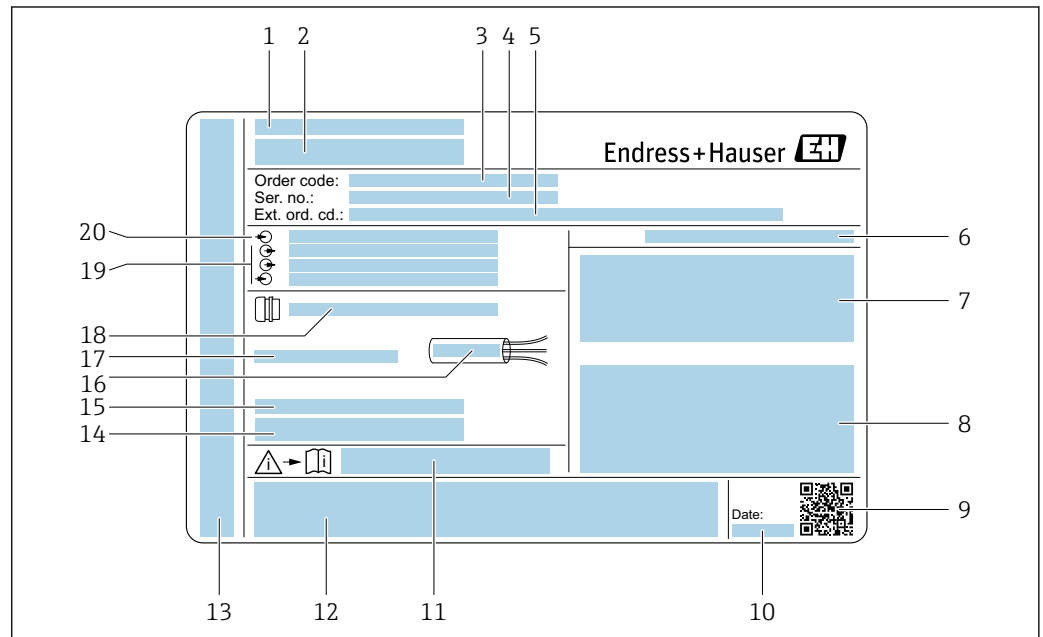 1 2 3 4 5
Endress+Hauser EH
Order code:
Ser. no.:
Ext. ord. cd.:
20
6
19
7
18
17
16
15
14
8
i i
Date:
9
13 12 11 10